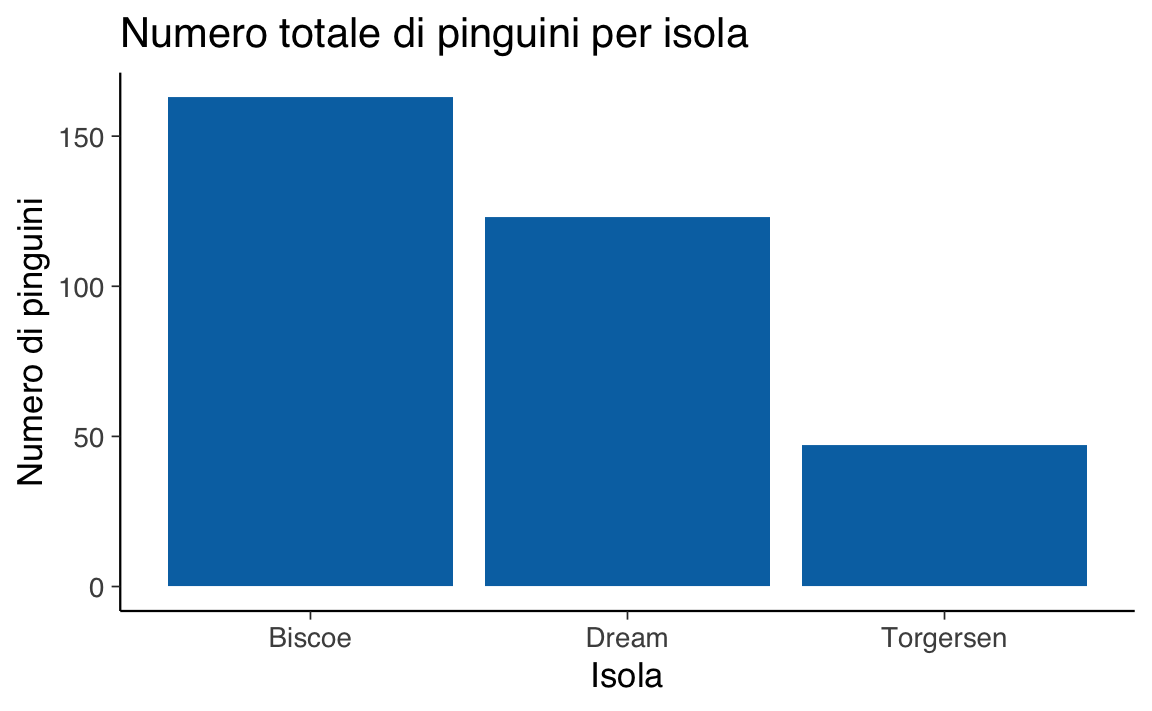 Numero totale di pinguini per isola
Numero di pinguini
150
100
50
0
Biscoe Dream Torgersen
Isola